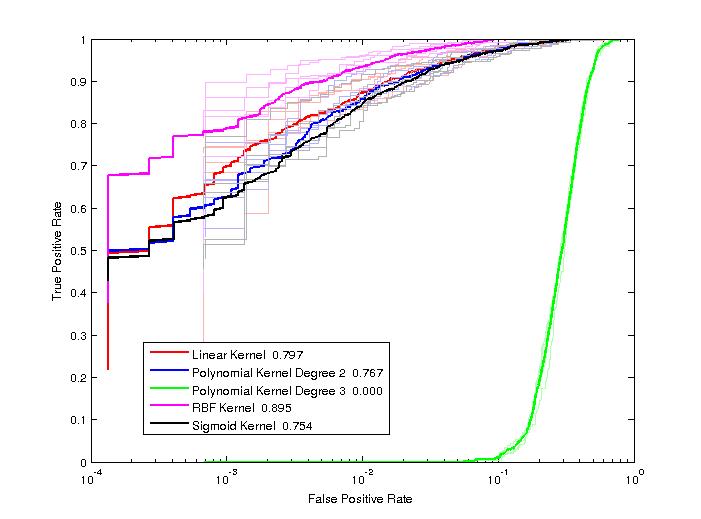 1
0.9
0.8
0.7
0.6
0.5
0.4
0.3
0.2
0.1
0
True Positive Rate
Linear Kernel 0.797
Polynomial Kernel Degree 2 0.767
Polynomial Kernel Degree 3 0.000
RBF Kernel 0.895
Sigmoid Kernel 0.754
10⁻⁴ 10⁻³ 10⁻² 10⁻¹ 10⁰
False Positive Rate